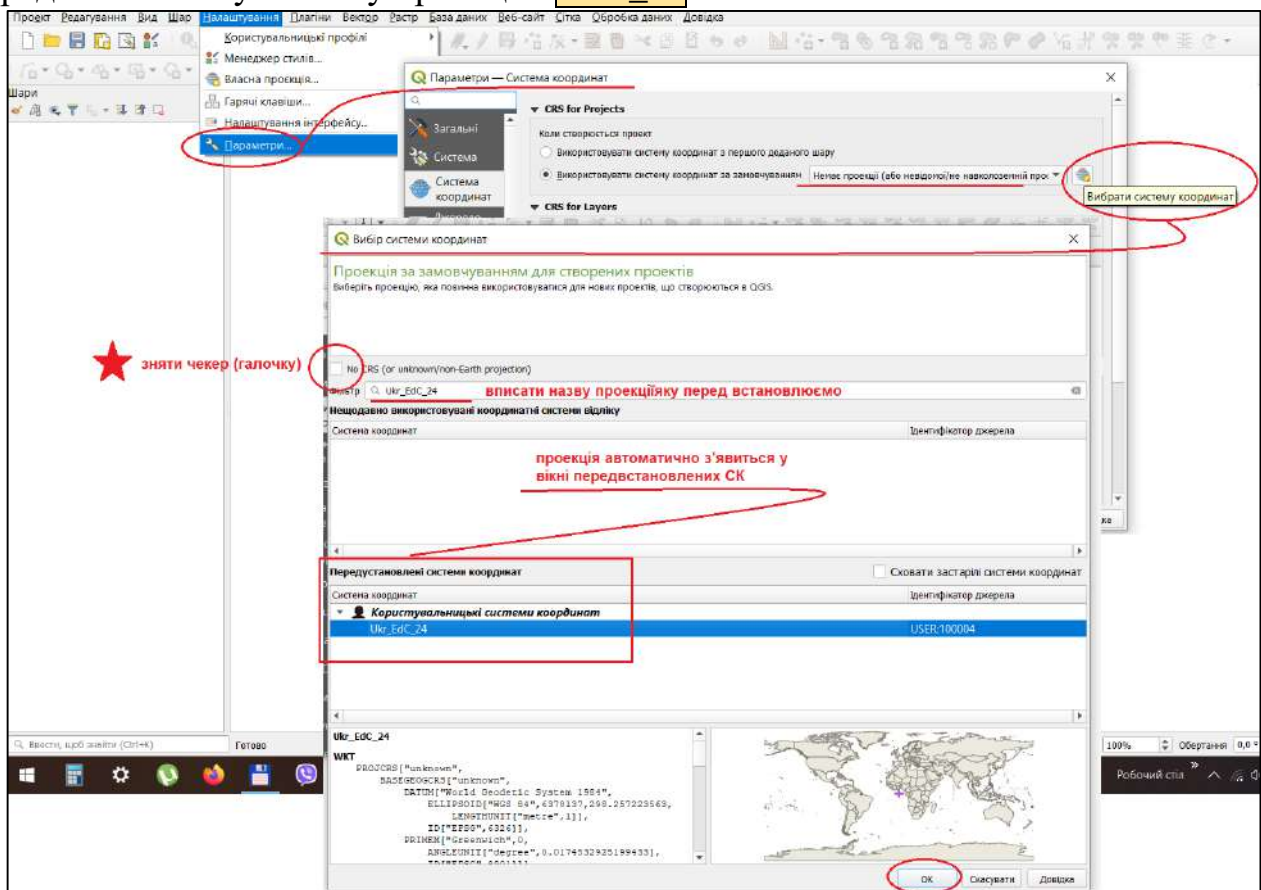 Проект Редагування Вид Шар Налаштування Плагіни Вектор Растр База даних Веб-сайт Сітка Обробка даних Довідка
Користувальницькі профілі
Менеджер стилів...
Власна проекція...
Гарячі клавіши...
Налаштування інтерфейсу...
Параметри...
Шари
Параметри — Система координат
Загальні
Система
Система
координат
CRS for Projects
Коли створюється проект
Використовувати систему координат з першого доданого шару
Використовувати систему координат за замовчуванням
Немає проекції (або невідомої/не навколоземній прое
Вибрати систему координат
CRS for Layers
Вибір системи координат
Проекція за замовчуванням для створених проектів
Виберіть проекцію, яка повинна використовуватися для нових проектів, що створюються в QGIS.
зняти чекер (галочку)
No CRS (or unknown/non-Earth projection)
Фільтр Ukr_EdC_24
вписати назву проекціїяку перед встановлюємо
Нещодавно використовувані координатні системи відліку
Система координат Ідентифікатор джерела
проекція автоматично з'явиться у
вікні передвстановлених СК
Передустановлені системи координат
Сховати застарілі системи координат
Система координат Ідентифікатор джерела
Користувальницькі системи координат
Ukr_EdC_24 USER:100004
Ukr_EdC_24
WKT
PROJCRS["unknown",
BASEGEOGCRS["unknown",
DATUM["World Geodetic System 1984",
ELLIPSOID["WGS 84",6378137,298.257223563,
LENGTHUNIT["metre",1]],
ID["EPSG",6326]],
PRIMEM["Greenwich",0,
ANGLEUNIT["degree",0.0174532925199433],
OK Скасувати Довідка
Ввести, щоб знайти (Ctrl+K)
Готово
100% Обертання 0,0 °
Робочий стіл